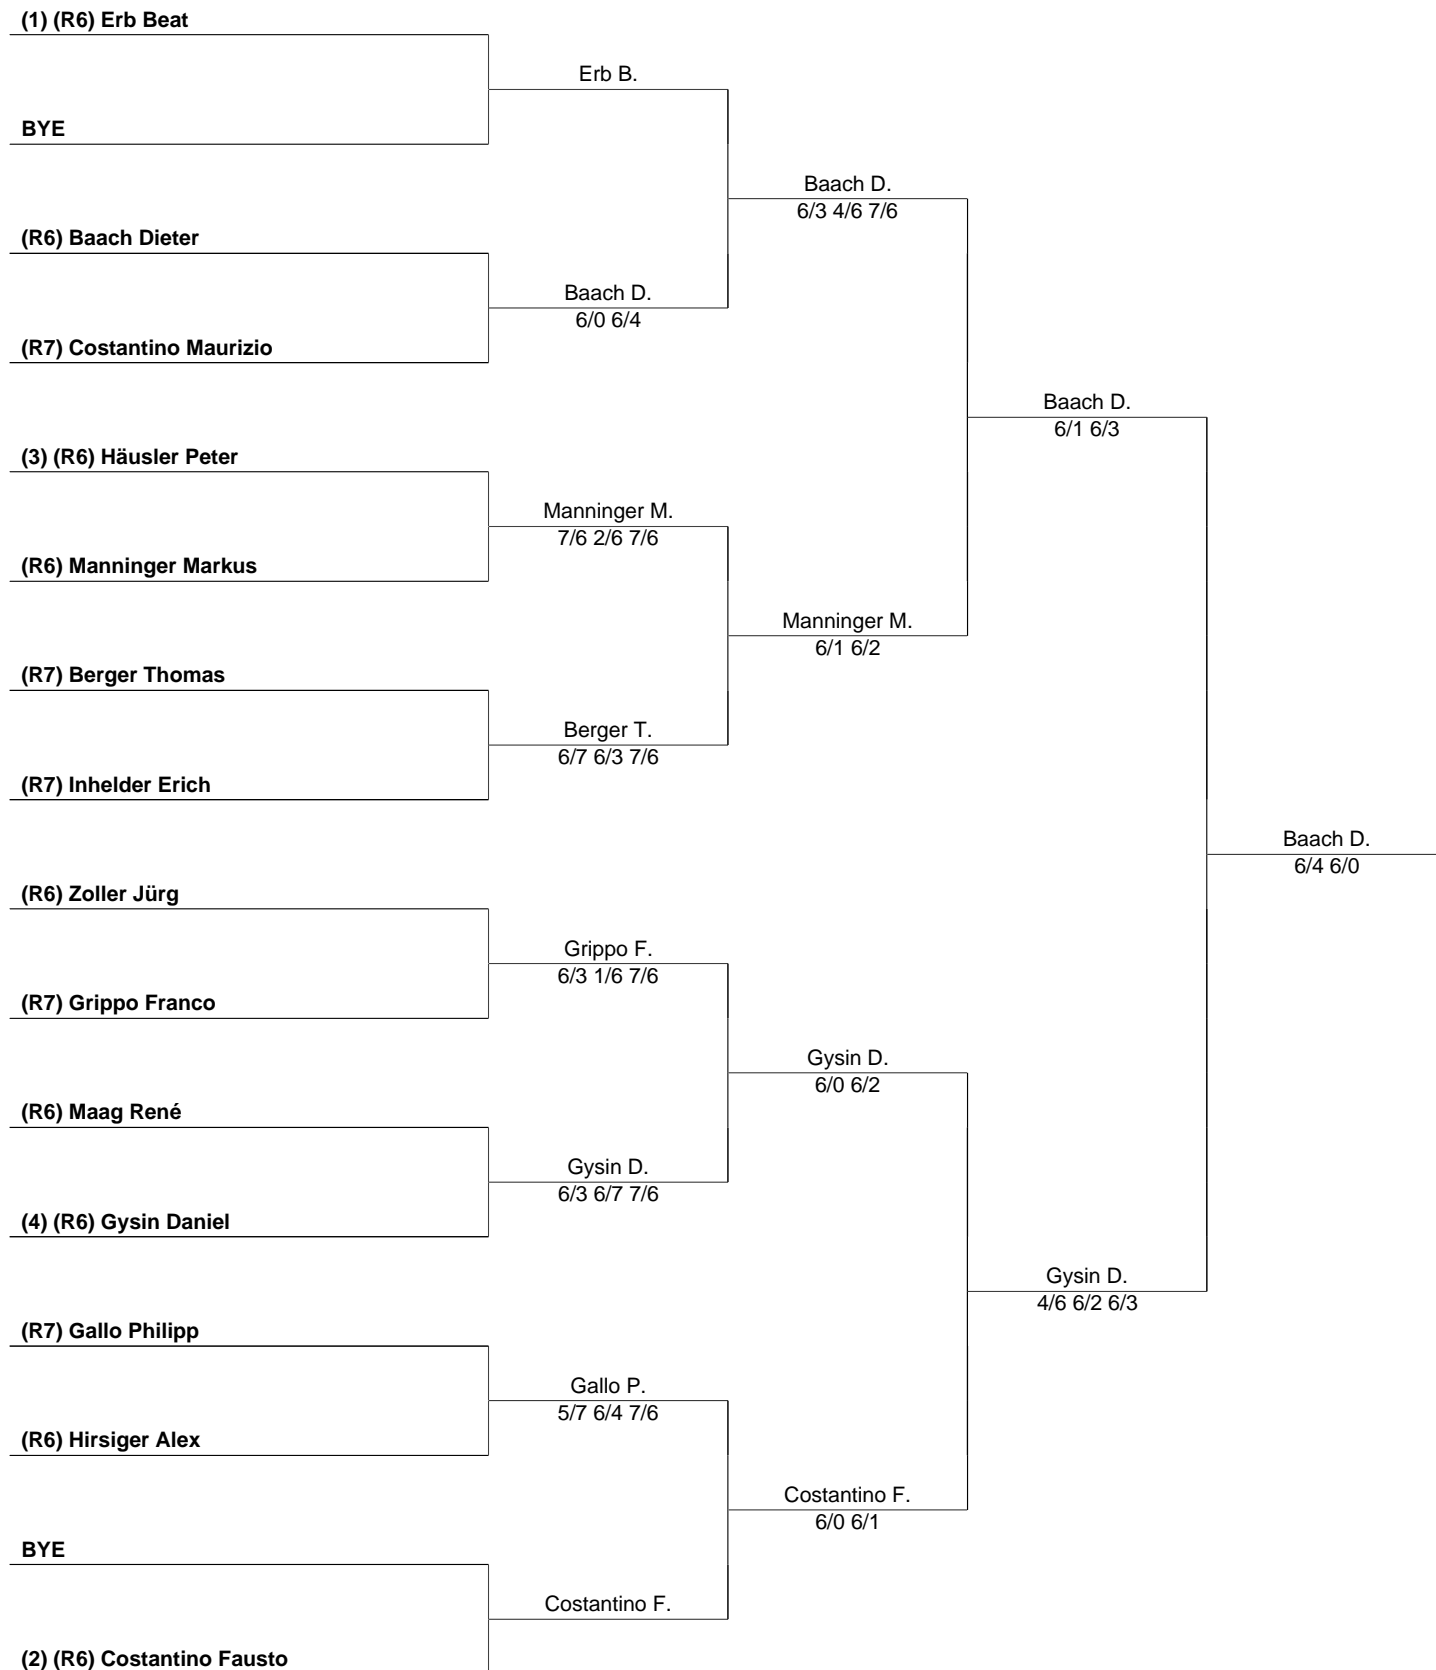 (1) (R6) Erb Beat
Erb B.
BYE
Baach D.
6/3 4/6 7/6
(R6) Baach Dieter
Baach D.
6/0 6/4
(R7) Costantino Maurizio
Baach D.
6/1 6/3
(3) (R6) Häusler Peter
Manninger M.
7/6 2/6 7/6
(R6) Manninger Markus
Manninger M.
6/1 6/2
(R7) Berger Thomas
Berger T.
6/7 6/3 7/6
(R7) Inhelder Erich
Baach D.
6/4 6/0
(R6) Zoller Jürg
Grippo F.
6/3 1/6 7/6
(R7) Grippo Franco
Gysin D.
6/0 6/2
(R6) Maag René
Gysin D.
6/3 6/7 7/6
(4) (R6) Gysin Daniel
Gysin D.
4/6 6/2 6/3
(R7) Gallo Philipp
Gallo P.
5/7 6/4 7/6
(R6) Hirsiger Alex
Costantino F.
6/0 6/1
BYE
Costantino F.
(2) (R6) Costantino Fausto